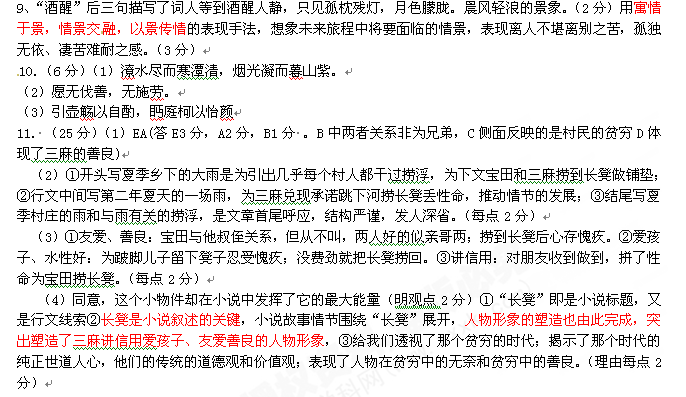 9、“酒醒”后三句描写了词人等到酒醒人静，只见孤枕残灯，月色朦胧。晨风轻浪的景象。（2 分）用寓情
于景，情景交融，以景传情的表现手法，想象未来旅程中将要面临的情景，表现离人不堪离别之苦，孤独
无依、凄苦难耐之感。（3 分）
10.（6 分）（1）潦水尽而寒潭清，烟光凝而暮山紫。
（2）愿无伐善，无施劳。
（3）引壶觞以自酌，眄庭柯以怡颜
11.（25 分）（1）EA(答 E3 分，A2 分，B1 分 。B 中两者关系非为兄弟，C 侧面反映的是村民的贫穷 D 体
现了三麻的善良)
（2）①开头写夏季乡下的大雨是为引出几乎每个村人都干过捞浮，为下文宝田和三麻捞到长凳做铺垫；
②行文中间写第二年夏天的一场雨，为三麻兑现承诺跳下河捞长凳丢性命，推动情节的发展；③结尾写夏
季村庄的雨和与雨有关的捞浮，是文章首尾呼应，结构严谨，发人深省。（每点 2 分）
（3）①友爱、善良：宝田与他叔侄关系，但从不叫，两人好的似亲哥两；捞到长凳后心存愧疚。②爱孩
子、水性好：为跛脚儿子留下凳子忍受愧疚；没费劲就把长凳捞回。③讲信用：对朋友收到做到，拼了性
命为宝田捞长凳。（每点 2 分）
（4）同意，这个小物件却在小说中发挥了它的最大能量（明观点 2 分）①“长凳”即是小说标题，又
是行文线索②长凳是小说叙述的关键，小说故事情节围绕“长凳”展开，人物形象的塑造也由此完成，突
出塑造了三麻讲信用爱孩子、友爱善良的人物形象，③给我们透视了那个贫穷的时代；揭示了那个时代的
纯正世道人心，他们的传统的道德观和价值观；表现了人物在贫穷中的无奈和贫穷中的善良。（理由每点 2
分）